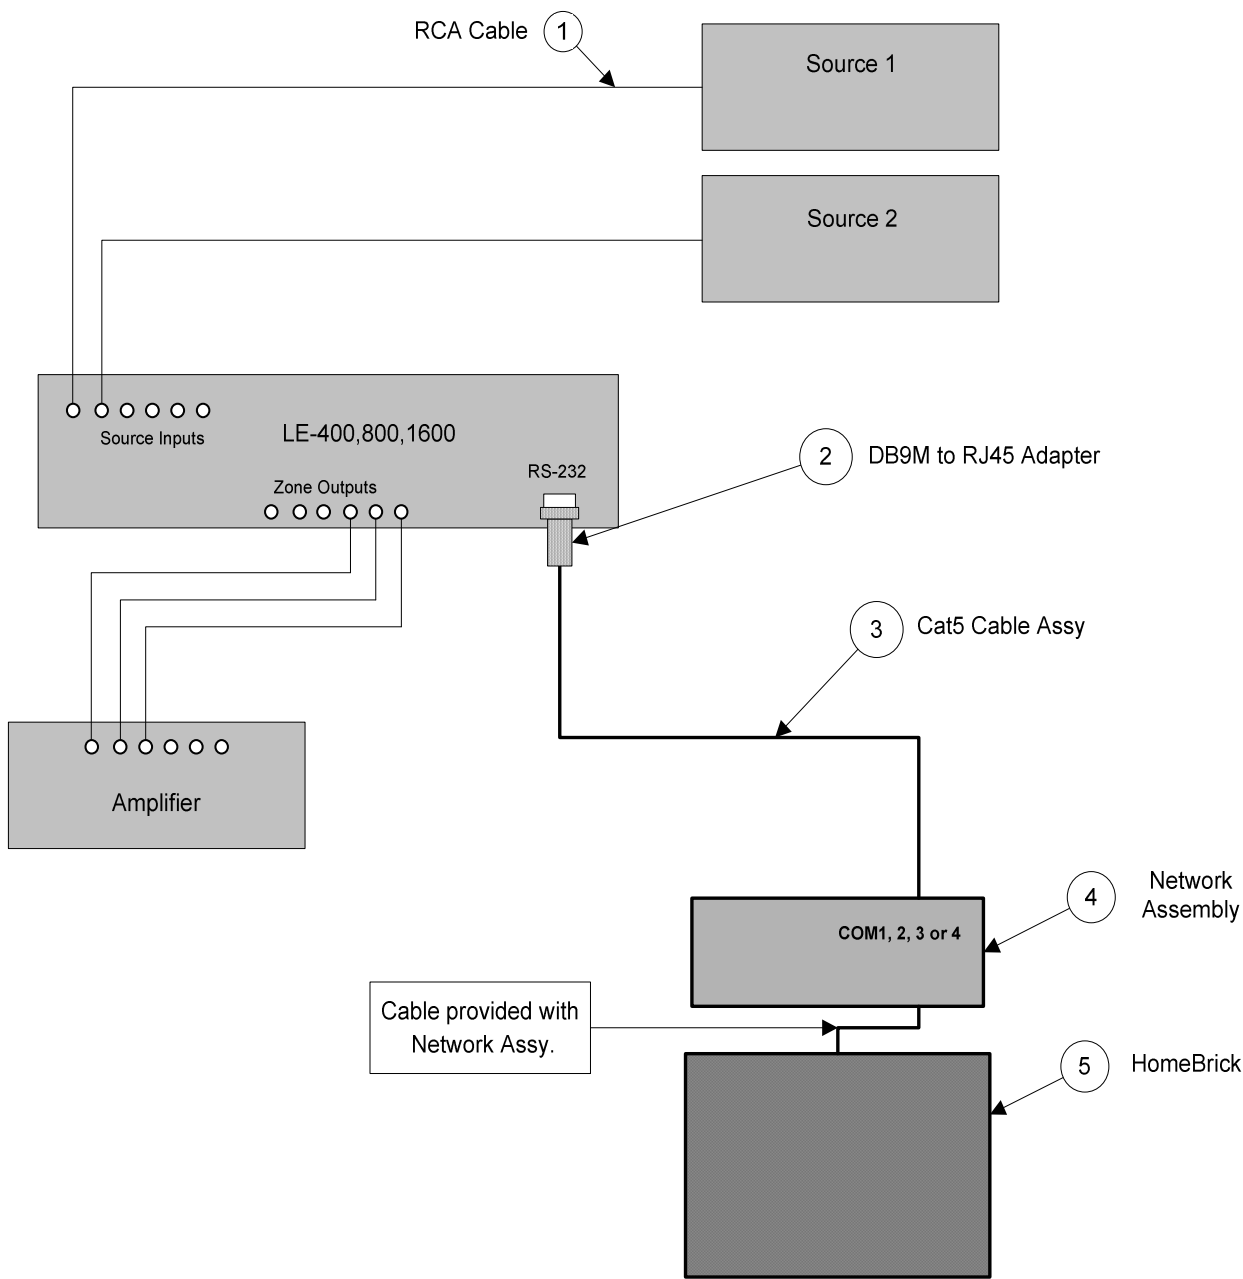 RCA Cable
1
Source 1
Source 2
Source Inputs
LE-400,800,1600
Zone Outputs
RS-232
2
DB9M to RJ45 Adapter
3
Cat5 Cable Assy
Amplifier
4
Network
Assembly
COM1, 2, 3 or 4
Cable provided with
Network Assy.
5
HomeBrick